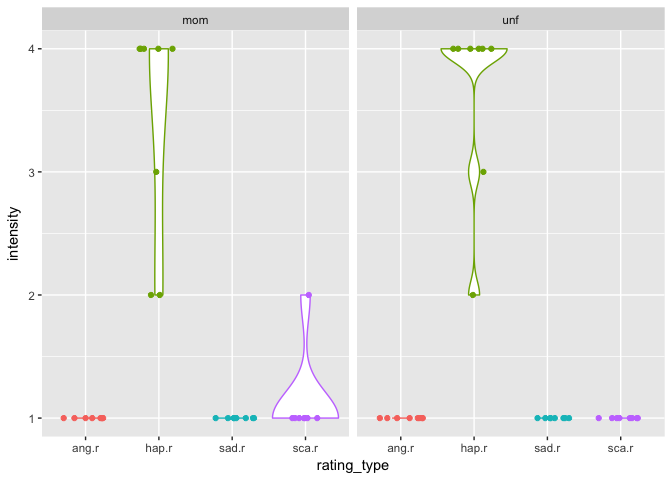 mom unf
4
3
2
1
intensity
ang.r hap.r sad.r sca.r ang.r hap.r sad.r sca.r
rating_type